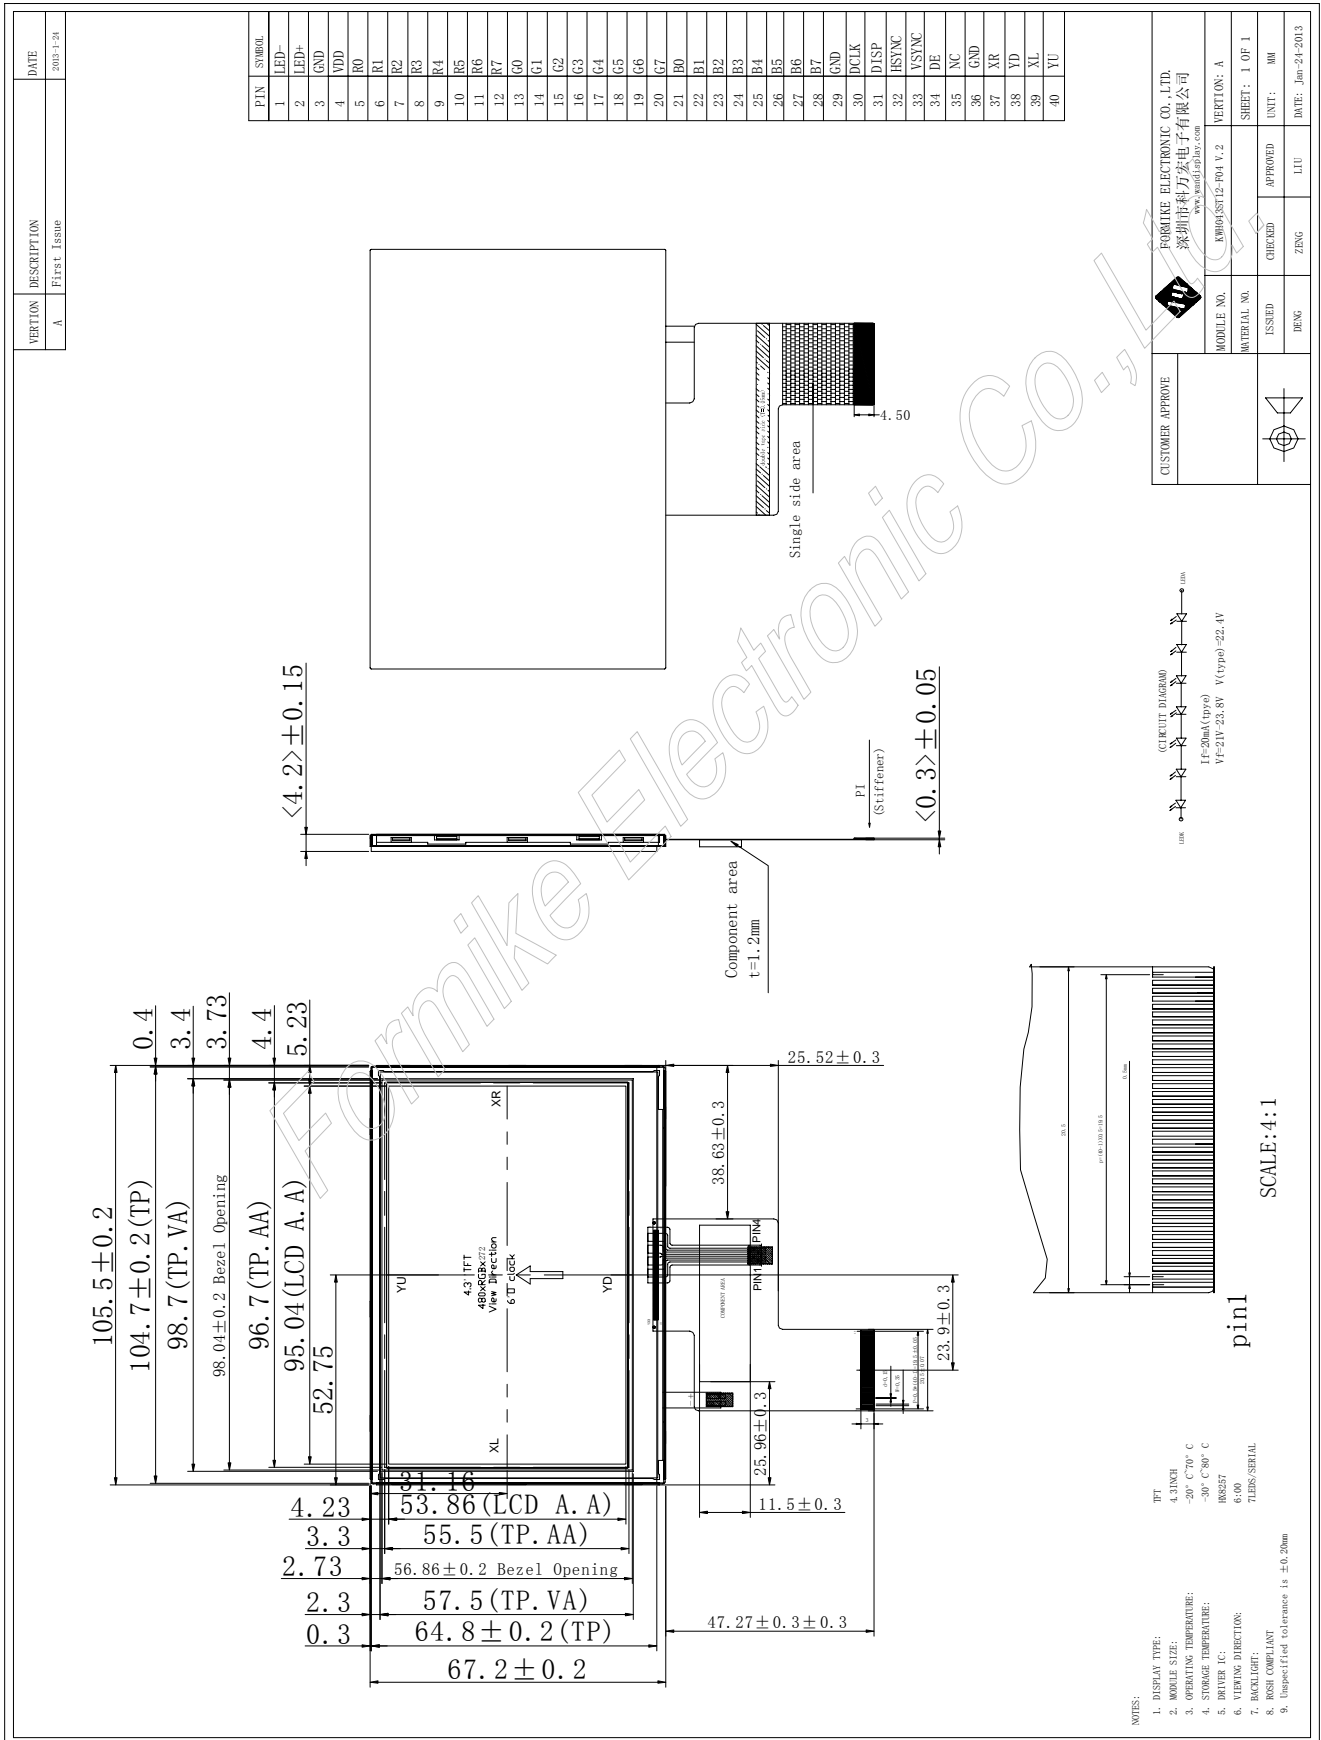 VERTION DESCRIPTION DATE
A First Issue 2013-1-24
PIN SYMBOL
1 LED-
2 LED+
3 GND
4 VDD
5 R0
6 R1
7 R2
8 R3
9 R4
10 R5
11 R6
12 R7
13 G0
14 G1
15 G2
16 G3
17 G4
18 G5
19 G6
20 G7
21 B0
22 B1
23 B2
24 B3
25 B4
26 B5
27 B6
28 B7
29 GND
30 DCLK
31 DISP
32 HSYNC
33 VSYNC
34 DE
35 NC
36 GND
37 XR
38 YD
39 XL
40 YU
105.5±0.2
104.7±0.2(TP)
98.7(TP.VA)
98.04±0.2 Bezel Opening
96.7(TP.AA)
95.04(LCD A.A)
52.75
0.4
3.4
3.73
4.4
5.23
67.2±0.2
64.8±0.2(TP)
57.5(TP.VA)
56.86±0.2 Bezel Opening
55.5(TP.AA)
53.86(LCD A.A)
31.16
0.3
2.3
2.73
3.3
4.23
YU
4.3' TFT
480xRGBx272
View Direction
6 O'clock
XL
XR
YD
38.63±0.3
25.52±0.3
PIN1
PIN4
COMPONENT AREA
- +
25.96±0.3
11.5±0.3
23.9±0.3
47.27±0.3±0.3
3
<4.2>±0.15
Component area
t=1.2mm
PI
(Stiffener)
<0.3>±0.05
Single side area
4.50
20.5
0.5mm
pin1
SCALE:4:1
(CIRCUIT DIAGRAM)
LEDK
LEDA
If=20mA(tpye)
Vf=21V-23.8V V(type)=22.4V
NOTES:
1. DISPLAY TYPE: TFT
2. MODULE SIZE: 4.3INCH
3. OPERATING TEMPERATURE: -20° C~70° C
4. STORAGE TEMPERATURE: -30° C~80° C
5. DRIVER IC: HX8257
6. VIEWING DIRECTION: 6:00
7. BACKLIGHT: 7LEDS/SERIAL
8. ROSH COMPLIANT
9. Unspecified tolerance is ±0.20mm
CUSTOMER APPROVE
FORMIKE ELECTRONIC CO.,LTD.
深圳市科万宏电子有限公司
www.wandisplay.com
MODULE NO. KWH043ST12-F04 V.2 VERTION: A
MATERIAL NO. SHEET: 1 OF 1
ISSUED CHECKED APPROVED UNIT: MM
DENG ZENG LIU DATE: Jan-24-2013
Formike Electronic Co.,Ltd.